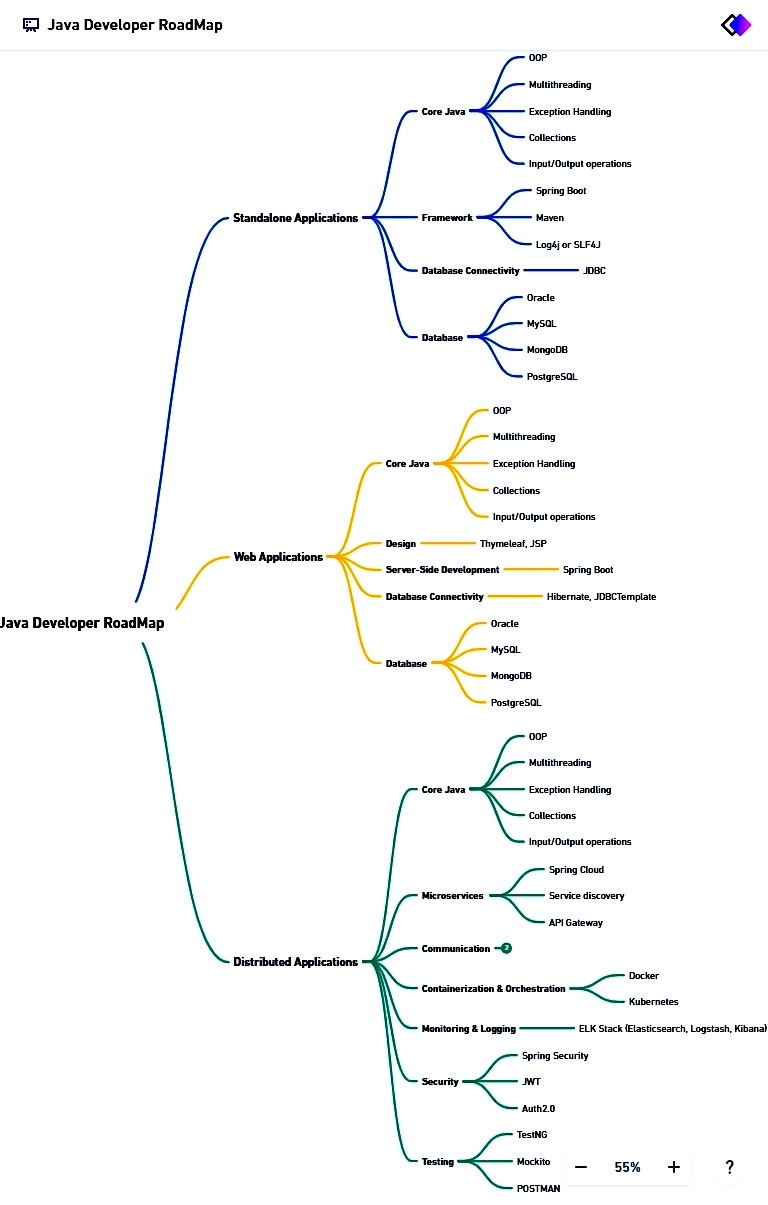 Java Developer RoadMap
OOP
Multithreading
Core Java
Exception Handling
Collections
Input/Output operations
Spring Boot
Standalone Applications
Framework
Maven
Log4j or SLF4J
Database Connectivity
JDBC
Oracle
MySQL
Database
MongoDB
PostgreSQL
OOP
Multithreading
Core Java
Exception Handling
Collections
Input/Output operations
Design
Thymeleaf, JSP
Web Applications
Server-Side Development
Spring Boot
Database Connectivity
Hibernate, JDBCTemplate
Java Developer RoadMap
Oracle
MySQL
Database
MongoDB
PostgreSQL
OOP
Multithreading
Core Java
Exception Handling
Collections
Input/Output operations
Spring Cloud
Microservices
Service discovery
API Gateway
Communication
2
Distributed Applications
Containerization & Orchestration
Docker
Kubernetes
Monitoring & Logging
ELK Stack (Elasticsearch, Logstash, Kibana)
Spring Security
Security
JWT
Auth2.0
TestNG
Testing
Mockito
POSTMAN
− 55% + ?